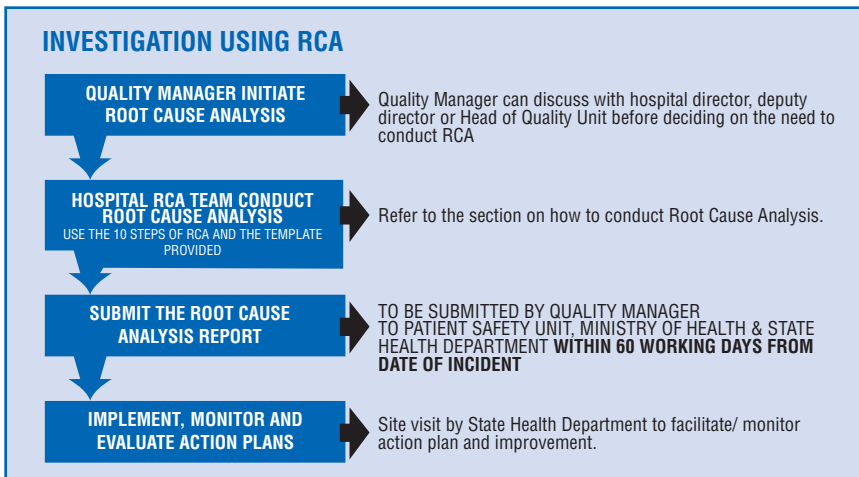 INVESTIGATION USING RCA
QUALITY MANAGER INITIATE
ROOT CAUSE ANALYSIS
Quality Manager can discuss with hospital director, deputy
director or Head of Quality Unit before deciding on the need to
conduct RCA
HOSPITAL RCA TEAM CONDUCT
ROOT CAUSE ANALYSIS
USE THE 10 STEPS OF RCA AND THE TEMPLATE
PROVIDED
Refer to the section on how to conduct Root Cause Analysis.
SUBMIT THE ROOT CAUSE
ANALYSIS REPORT
TO BE SUBMITTED BY QUALITY MANAGER
TO PATIENT SAFETY UNIT, MINISTRY OF HEALTH & STATE
HEALTH DEPARTMENT WITHIN 60 WORKING DAYS FROM
DATE OF INCIDENT
IMPLEMENT, MONITOR AND
EVALUATE ACTION PLANS
Site visit by State Health Department to facilitate/ monitor
action plan and improvement.